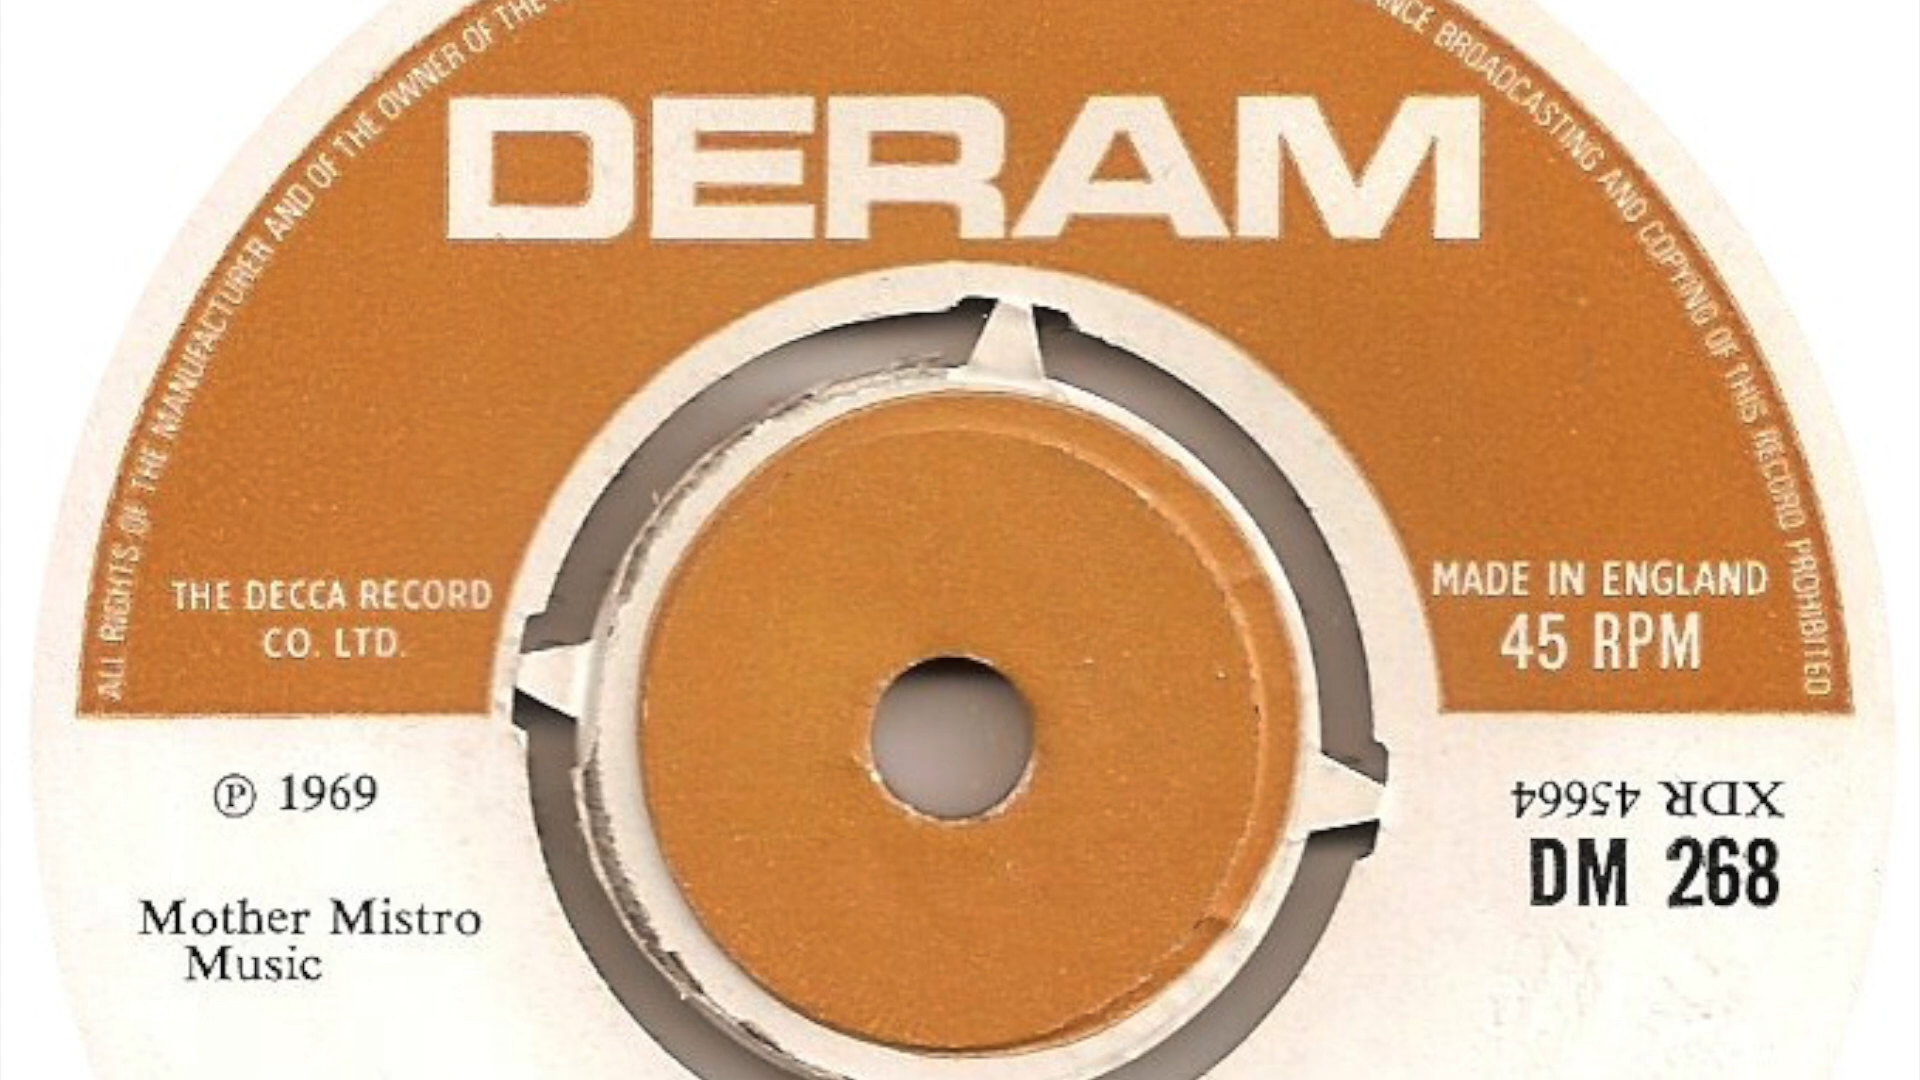 ALL RIGHTS OF THE MANUFACTURER AND OF THE OWNER OF THE
BROADCASTING AND COPYING OF THIS RECORD PROHIBITED
DERAM
THE DECCA RECORD
CO. LTD.
MADE IN ENGLAND
45 RPM
℗ 1969
XDR 45664
DM 268
Mother Mistro
Music